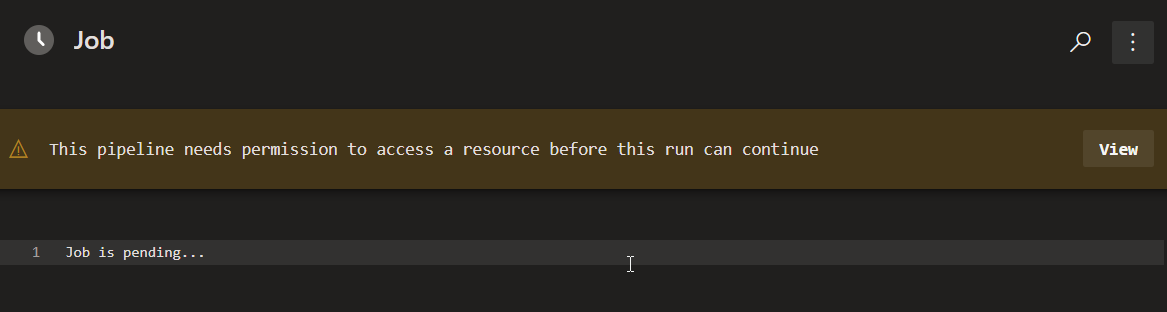 Job
This pipeline needs permission to access a resource before this run can continue
View
1 Job is pending...